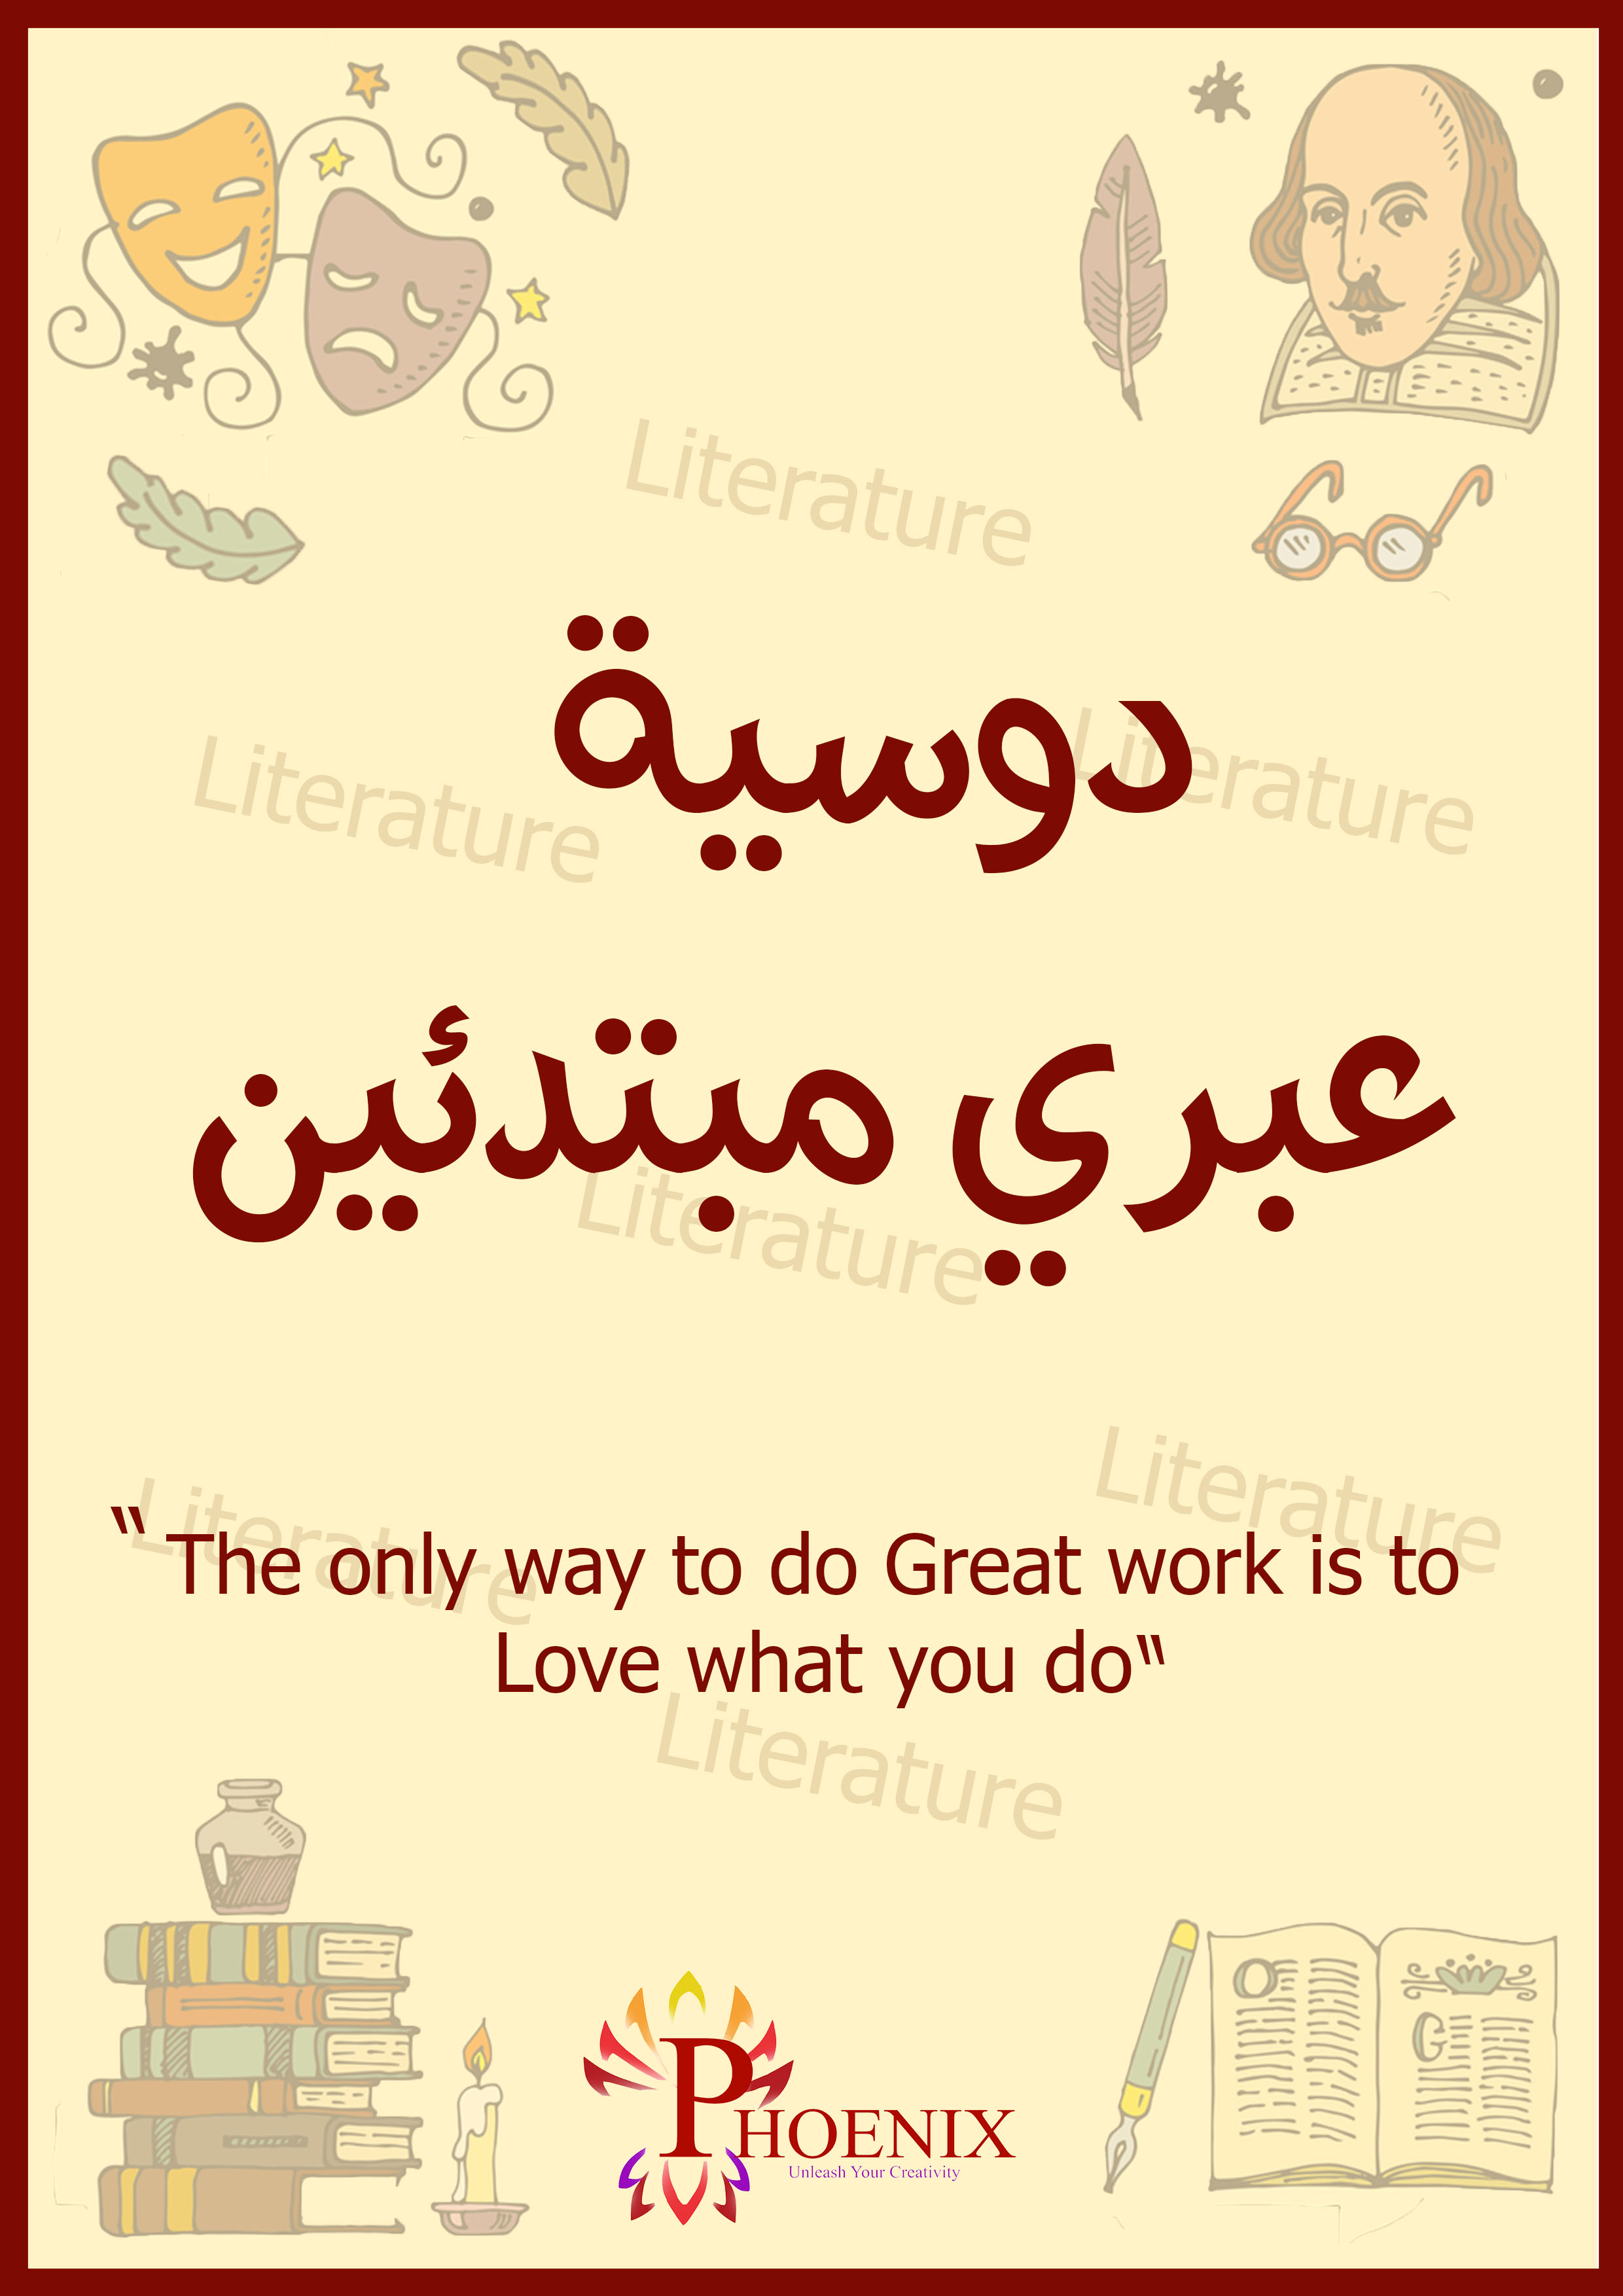 Literature
دوسية
Literature
Literature
عبري مبتدئين
Literature
Literature
Literature
“ The only way to do Great work is to
Love what you do“
Literature
PHOENIX
Unleash Your Creativity